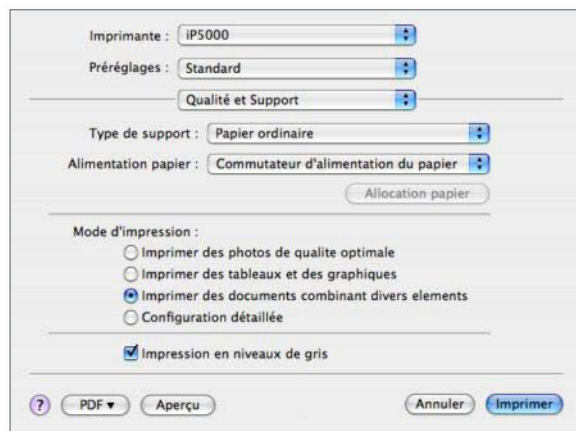 Imprimante : iP5000
Préréglages : Standard
Qualité et Support
Type de support : Papier ordinaire
Alimentation papier : Commutateur d'alimentation du papier
Allocation papier
Mode d'impression :
Imprimer des photos de qualite optimale
Imprimer des tableaux et des graphiques
Imprimer des documents combinant divers elements
Configuration détaillée
Impression en niveaux de gris
? PDF ▼ Aperçu Annuler Imprimer